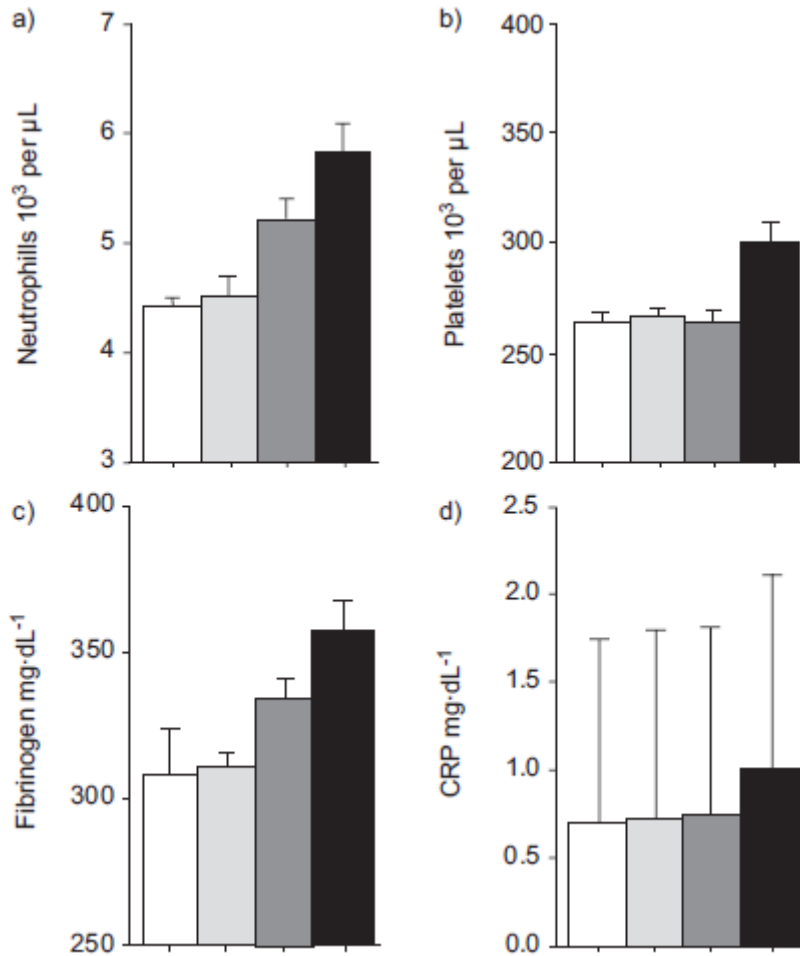 a)
Neutrophills 10³ per µL
7
6
5
4
3
b)
Platelets 10³ per µL
400
350
300
250
200
c)
Fibrinogen mg·dL⁻¹
400
350
300
250
d)
CRP mg·dL⁻¹
2.5
2.0
1.5
1.0
0.5
0.0